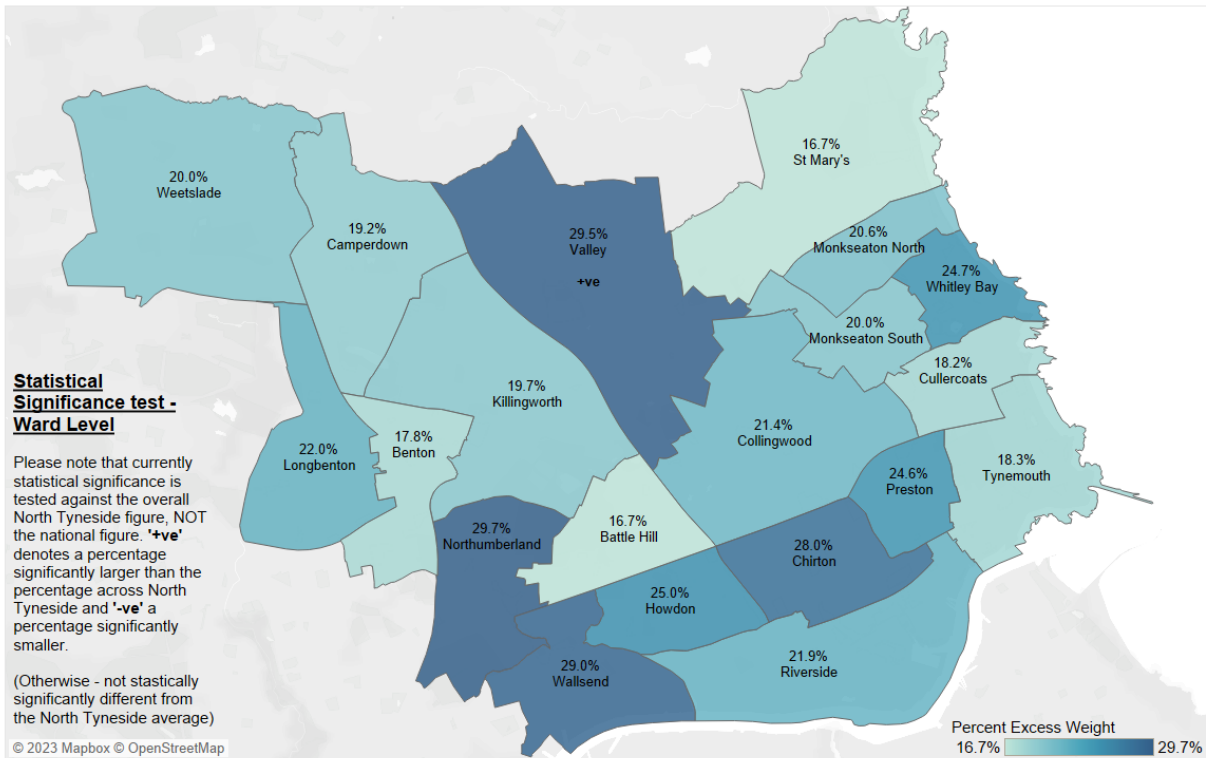 16.7%
St Mary's
20.0%
Weetslade
19.2%
Camperdown
29.5%
Valley
+ve
20.6%
Monkseaton North
24.7%
Whitley Bay
20.0%
Monkseaton South
18.2%
Cullercoats
19.7%
Killingworth
21.4%
Collingwood
22.0%
Longbenton
17.8%
Benton
18.3%
Tynemouth
24.6%
Preston
29.7%
Northumberland
16.7%
Battle Hill
28.0%
Chirton
25.0%
Howdon
29.0%
Wallsend
21.9%
Riverside
Statistical
Significance test -
Ward Level
Please note that currently
statistical significance is
tested against the overall
North Tyneside figure, NOT
the national figure. '+ve'
denotes a percentage
significantly larger than the
percentage across North
Tyneside and '-ve' a
percentage significantly
smaller.
(Otherwise - not stastically
significantly different from
the North Tyneside average)
© 2023 Mapbox © OpenStreetMap
Percent Excess Weight
16.7% 29.7%